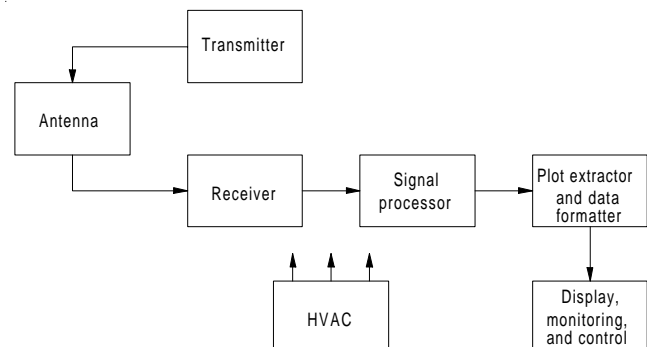 Transmitter
Antenna
Receiver
Signal
processor
Plot extractor
and data
formatter
HVAC
Display,
monitoring,
and control